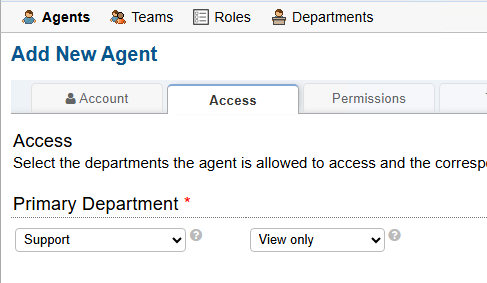 Agents Teams Roles Departments
Add New Agent
Account Access Permissions
Access
Select the departments the agent is allowed to access and the
Primary Department *
Support ? View only ?